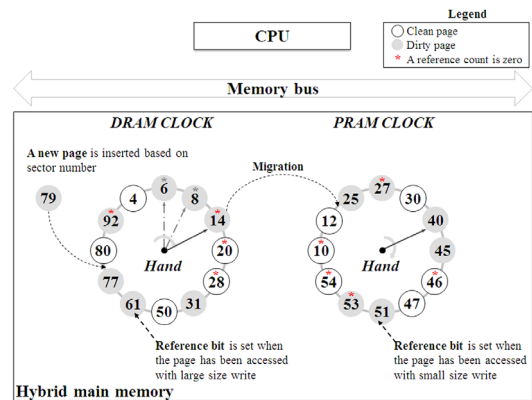 Legend
Clean page
Dirty page
* A reference count is zero
CPU
Memory bus
DRAM CLOCK
PRAM CLOCK
A new page is inserted based on
sector number
Migration
79
4
6
*
8
*
14
*
20
*
28
*
31
50
61
77
80
92
*
Hand
25
27
*
30
40
45
46
*
47
51
53
*
54
*
10
*
12
Hand
Reference bit is set when
the page has been accessed
with large size write
Reference bit is set when
the page has been accessed
with small size write
Hybrid main memory